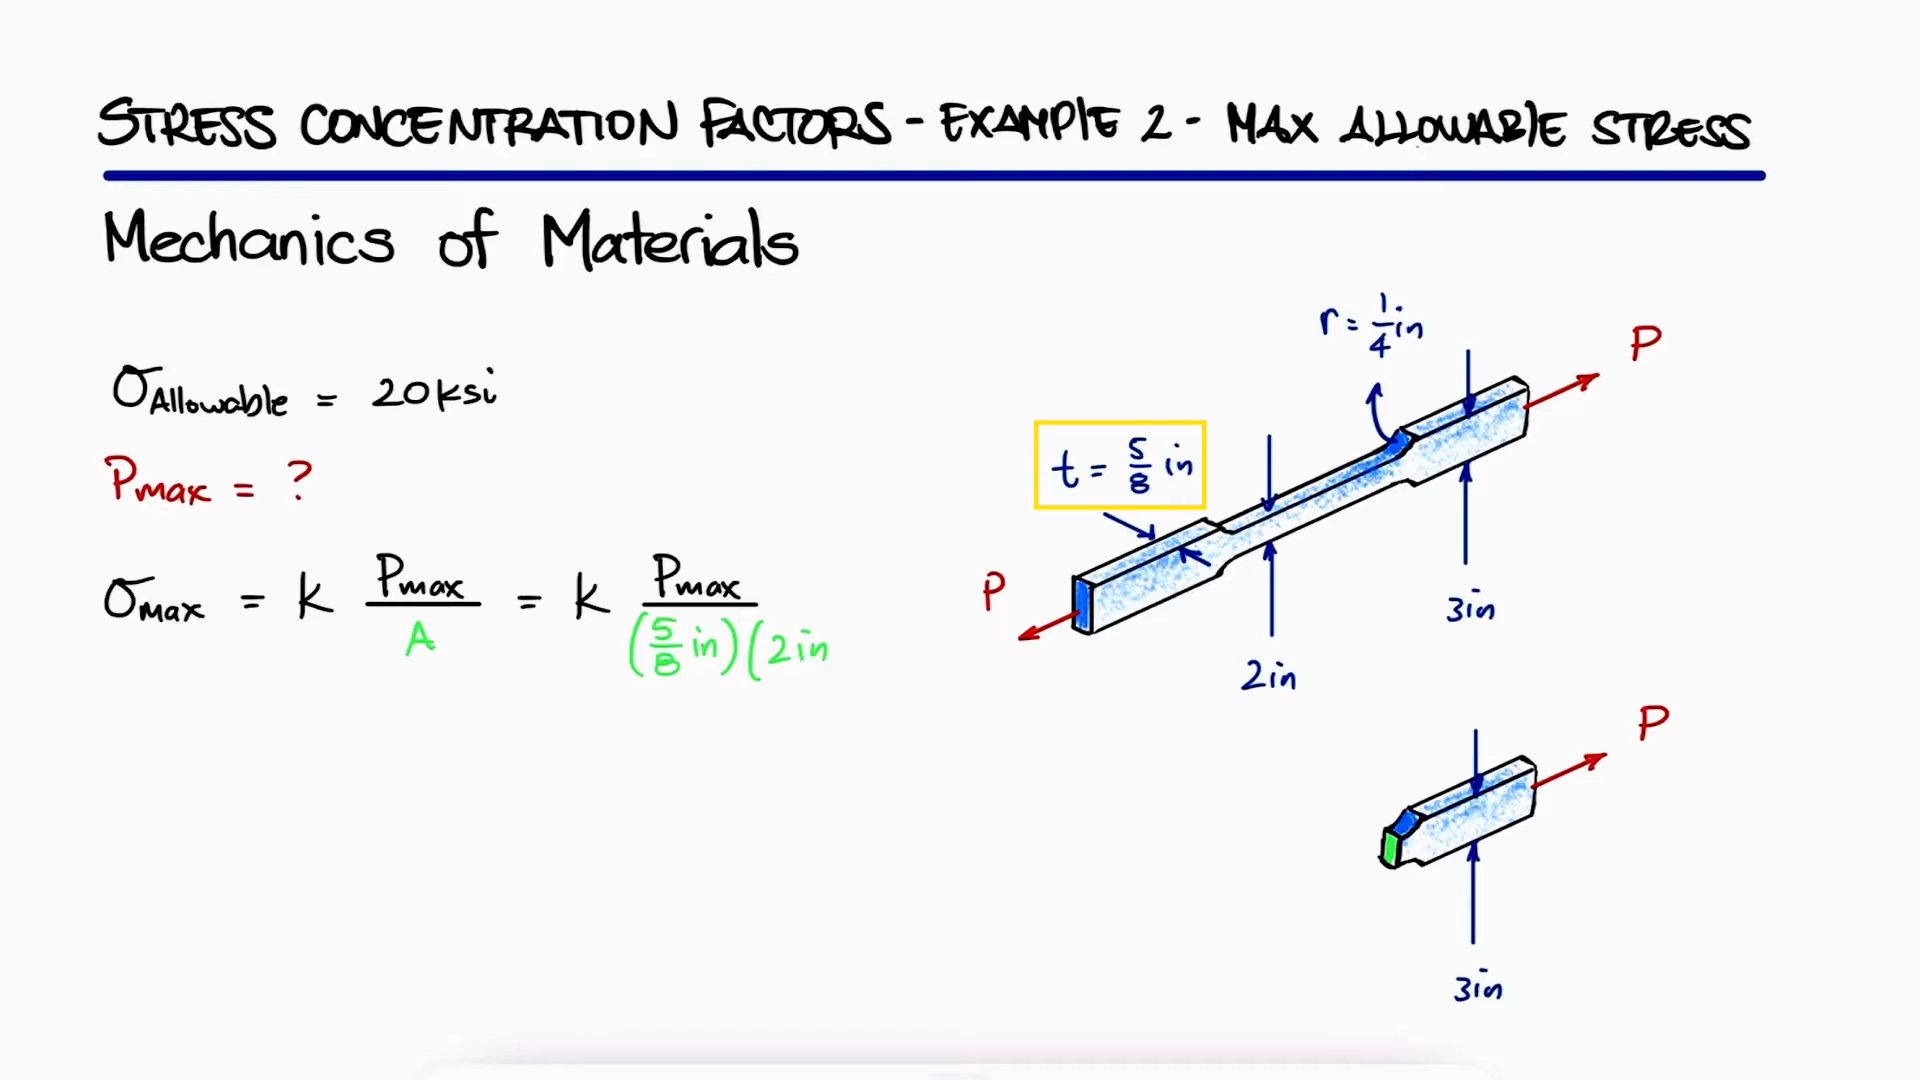 STRESS CONCENTRATION FACTORS - EXAMPLE 2 - MAX ALLOWABLE STRESS
Mechanics of Materials
σAllowable = 20ksi
Pmax = ?
σmax = k Pmax/A = k Pmax/(5/8 in)(2in
r = 1/4 in
P
t = 5/8 in
P
3in
2in
P
3in